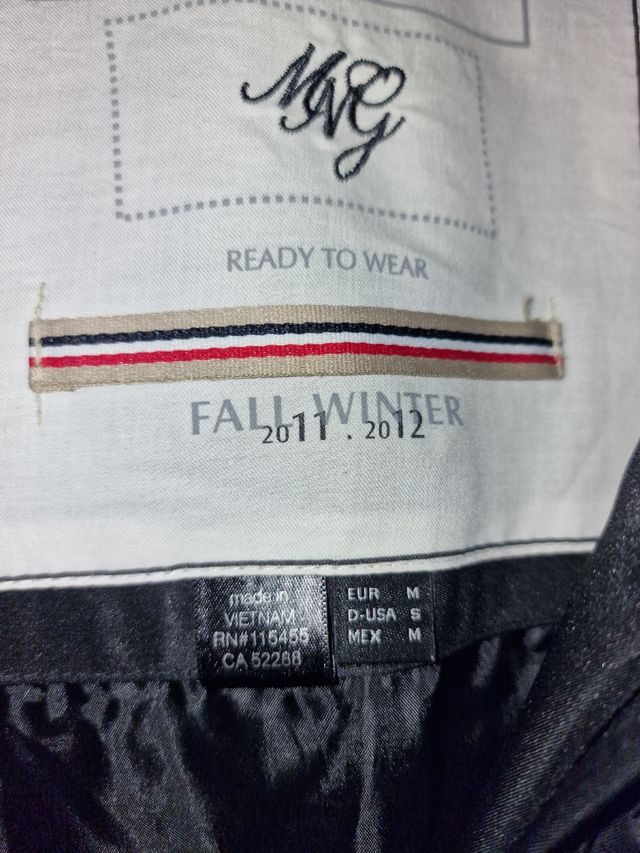 MNG
READY TO WEAR
FALL WINTER
2011 . 2012
made in
VIETNAM
RN#115455
CA 52288
EUR M
D-USA S
MEX M